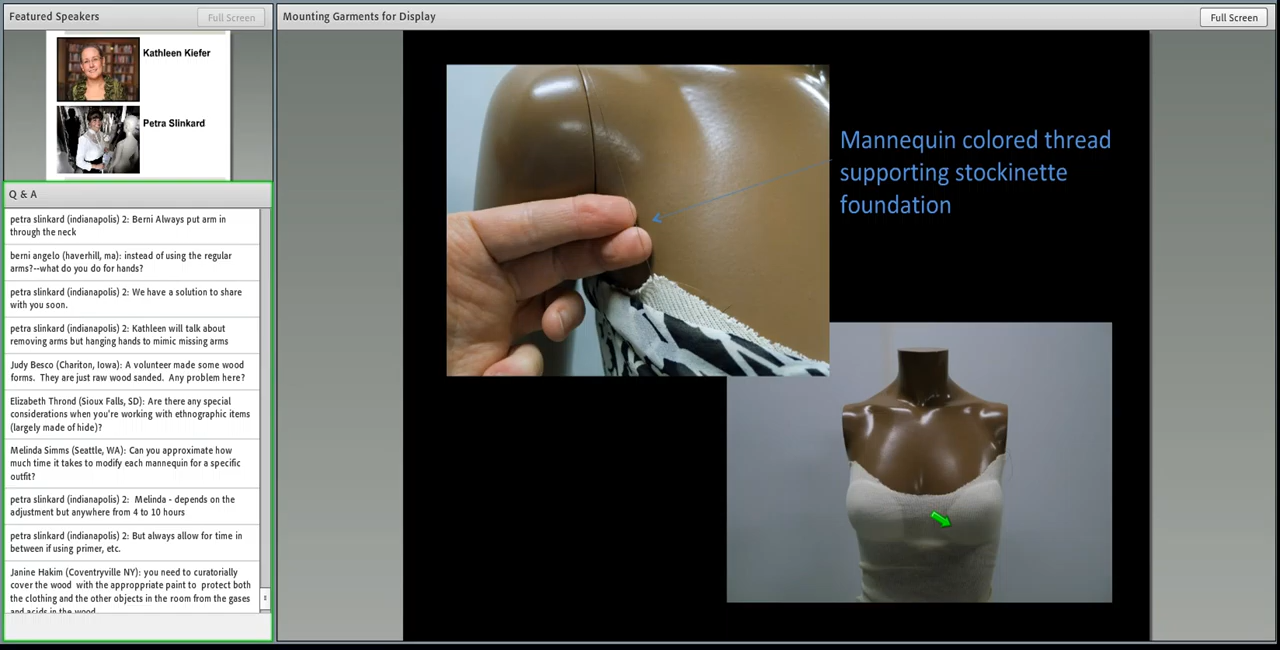 Featured Speakers
Full Screen
Kathleen Kiefer
Petra Slinkard
Q & A
petra slinkard (indianapolis) 2: Berni Always put arm in
through the neck
berni angelo (haverhill, ma): instead of using the regular
arms?--what do you do for hands?
petra slinkard (indianapolis) 2: We have a solution to share
with you soon.
petra slinkard (indianapolis) 2: Kathleen will talk about
removing arms but hanging hands to mimic missing arms
Judy Besco (Chariton, Iowa): A volunteer made some wood
forms. They are just raw wood sanded. Any problem here?
Elizabeth Thrond (Sioux Falls, SD): Are there any special
considerations when you're working with ethnographic items
(largely made of hide)?
Melinda Simms (Seattle, WA): Can you approximate how
much time it takes to modify each mannequin for a specific
outfit?
petra slinkard (indianapolis) 2: Melinda - depends on the
adjustment but anywhere from 4 to 10 hours
petra slinkard (indianapolis) 2: But always allow for time in
between if using primer, etc.
Janine Hakim (Coventryville NY): you need to curatorially
cover the wood with the approppriate paint to protect both
the clothing and the other objects in the room from the gases
and acids in the wood
Mounting Garments for Display
Full Screen
Mannequin colored thread
supporting stockinette
foundation